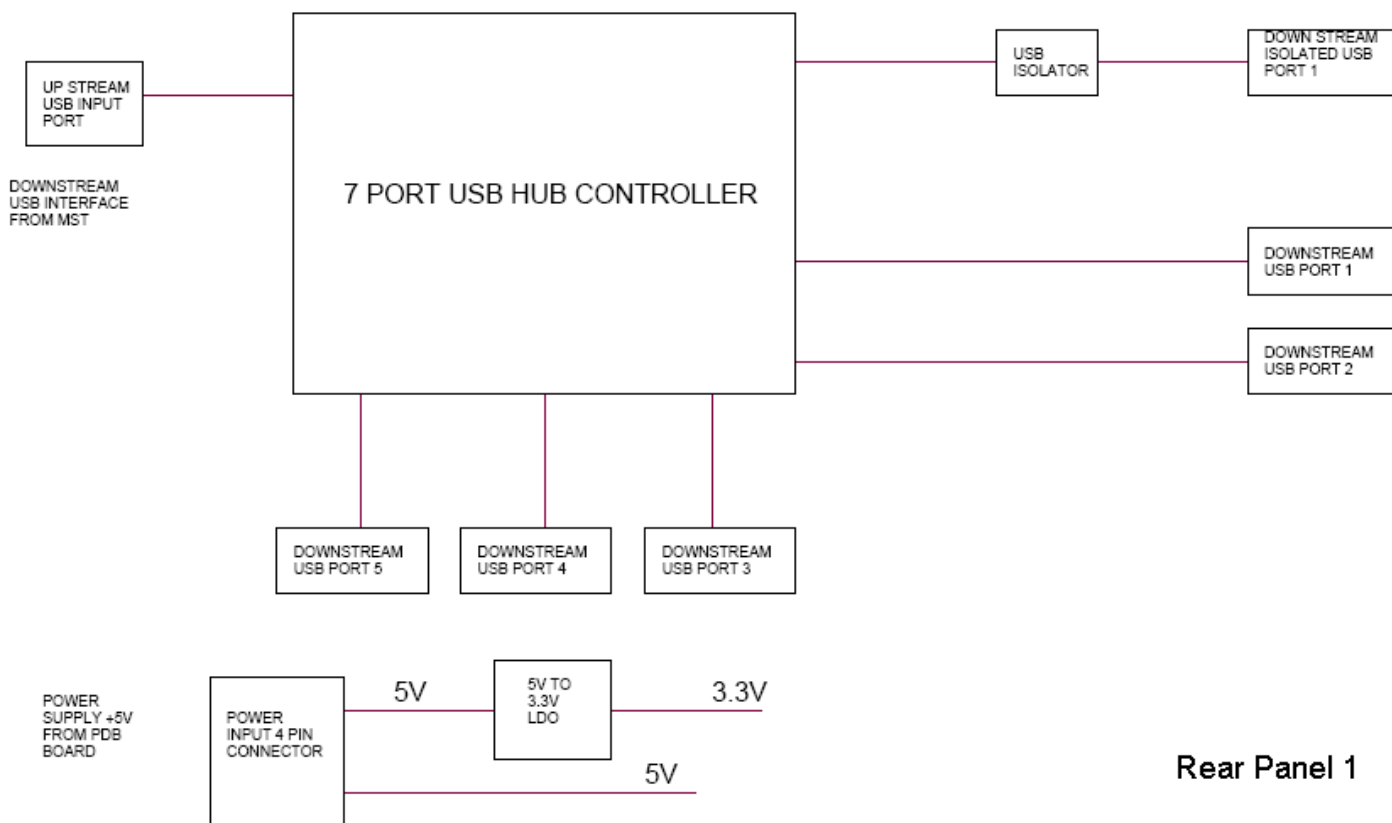 UP STREAM
USB INPUT
PORT
DOWNSTREAM
USB INTERFACE
FROM MST
7 PORT USB HUB CONTROLLER
USB
ISOLATOR
DOWN STREAM
ISOLATED USB
PORT 1
DOWNSTREAM
USB PORT 1
DOWNSTREAM
USB PORT 2
DOWNSTREAM
USB PORT 5
DOWNSTREAM
USB PORT 4
DOWNSTREAM
USB PORT 3
POWER
SUPPLY +5V
FROM PDB
BOARD
POWER
INPUT 4 PIN
CONNECTOR
5V
5V TO
3.3V
LDO
3.3V
5V
Rear Panel 1